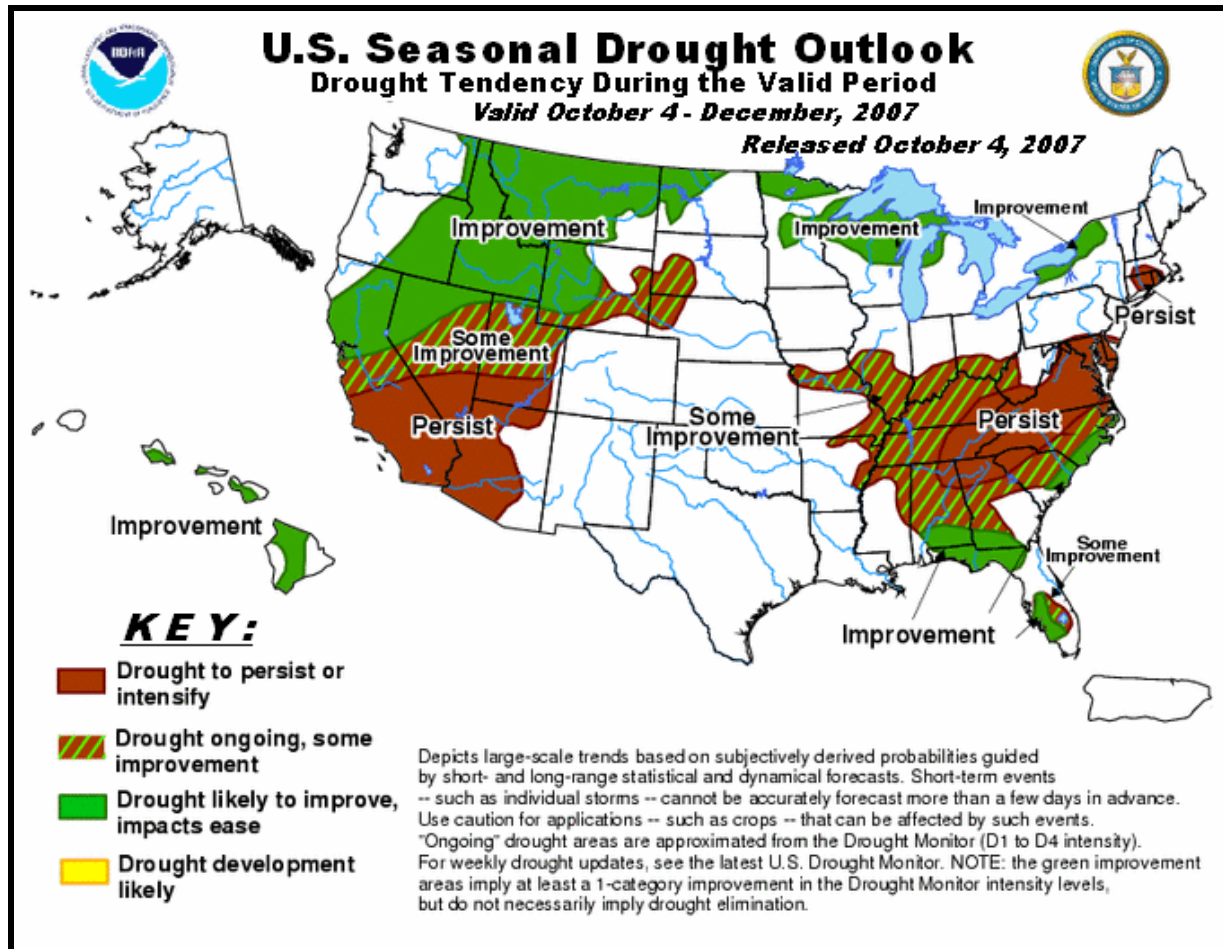 NOAA
U.S. Seasonal Drought Outlook
Drought Tendency During the Valid Period
Valid October 4 - December, 2007
Released October 4, 2007
Improvement
Improvement
Improvement
Persist
Some
Improvement
Persist
Some
Improvement
Persist
Improvement
Some
Improvement
Improvement
KEY:
Drought to persist or
intensify
Drought ongoing, some
improvement
Drought likely to improve,
impacts ease
Drought development
likely
Depicts large-scale trends based on subjectively derived probabilities guided
by short- and long-range statistical and dynamical forecasts. Short-term events
-- such as individual storms -- cannot be accurately forecast more than a few days in advance.
Use caution for applications -- such as crops -- that can be affected by such events.
"Ongoing" drought areas are approximated from the Drought Monitor (D1 to D4 intensity).
For weekly drought updates, see the latest U.S. Drought Monitor. NOTE: the green improvement
areas imply at least a 1-category improvement in the Drought Monitor intensity levels,
but do not necessarily imply drought elimination.